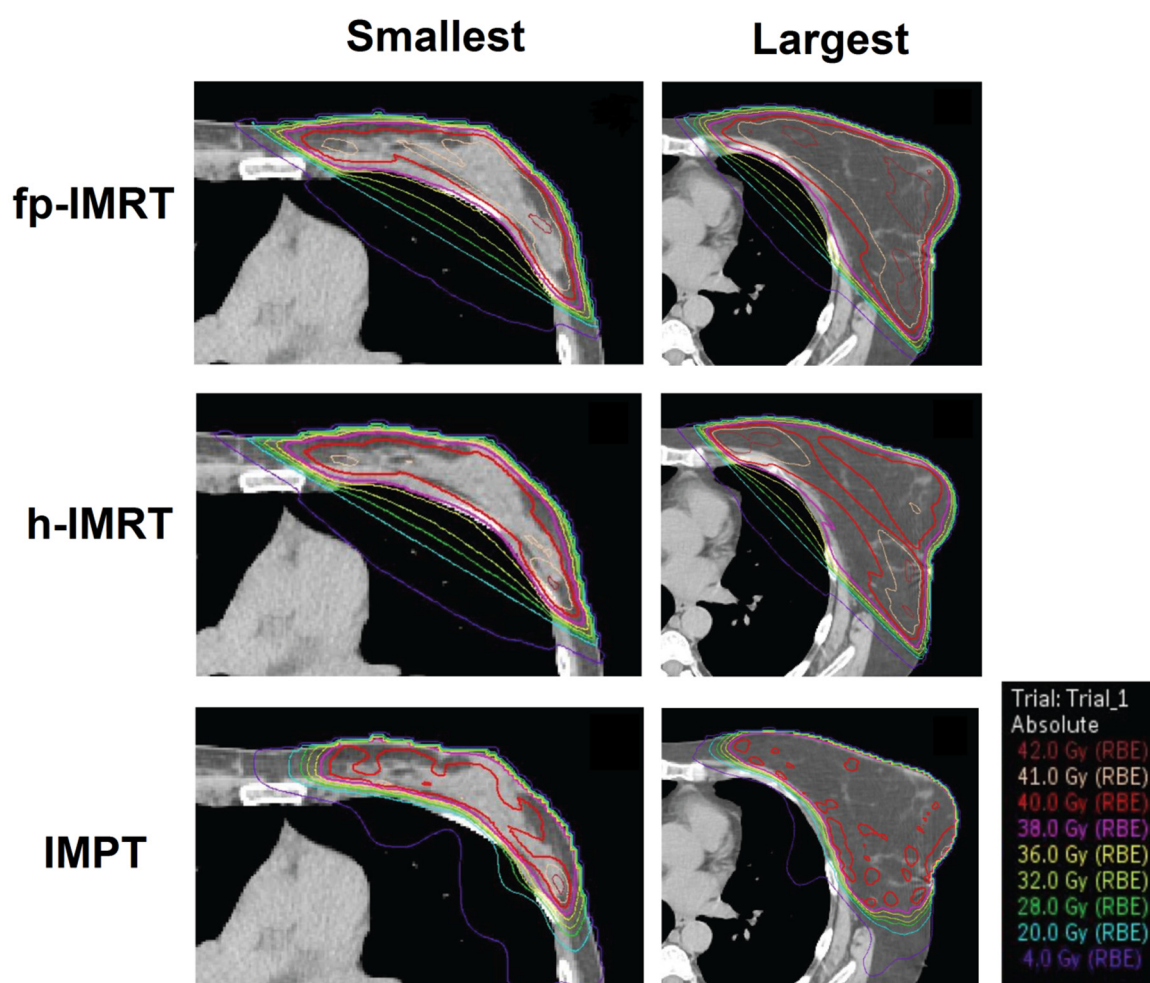 Smallest
Largest
fp-IMRT
h-IMRT
IMPT
Trial: Trial_1
Absolute
42.0 Gy (RBE)
41.0 Gy (RBE)
40.0 Gy (RBE)
38.0 Gy (RBE)
36.0 Gy (RBE)
32.0 Gy (RBE)
28.0 Gy (RBE)
20.0 Gy (RBE)
4.0 Gy (RBE)